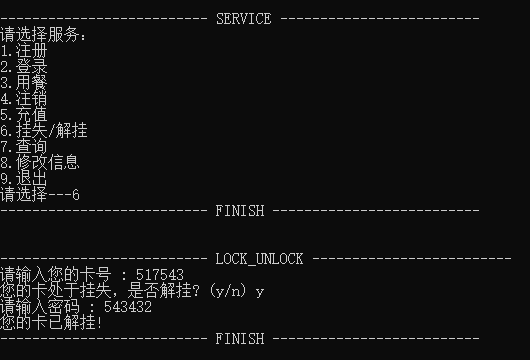 -------------------------- SERVICE -------------------------
请选择服务：
1.注册
2.登录
3.用餐
4.注销
5.充值
6.挂失/解挂
7.查询
8.修改信息
9.退出
请选择---6
-------------------------- FINISH --------------------------
-------------------------- LOCK_UNLOCK -------------------------
请输入您的卡号 : 517543
您的卡处于挂失，是否解挂? (y/n) y
请输入密码 : 543432
您的卡已解挂!
-------------------------- FINISH --------------------------